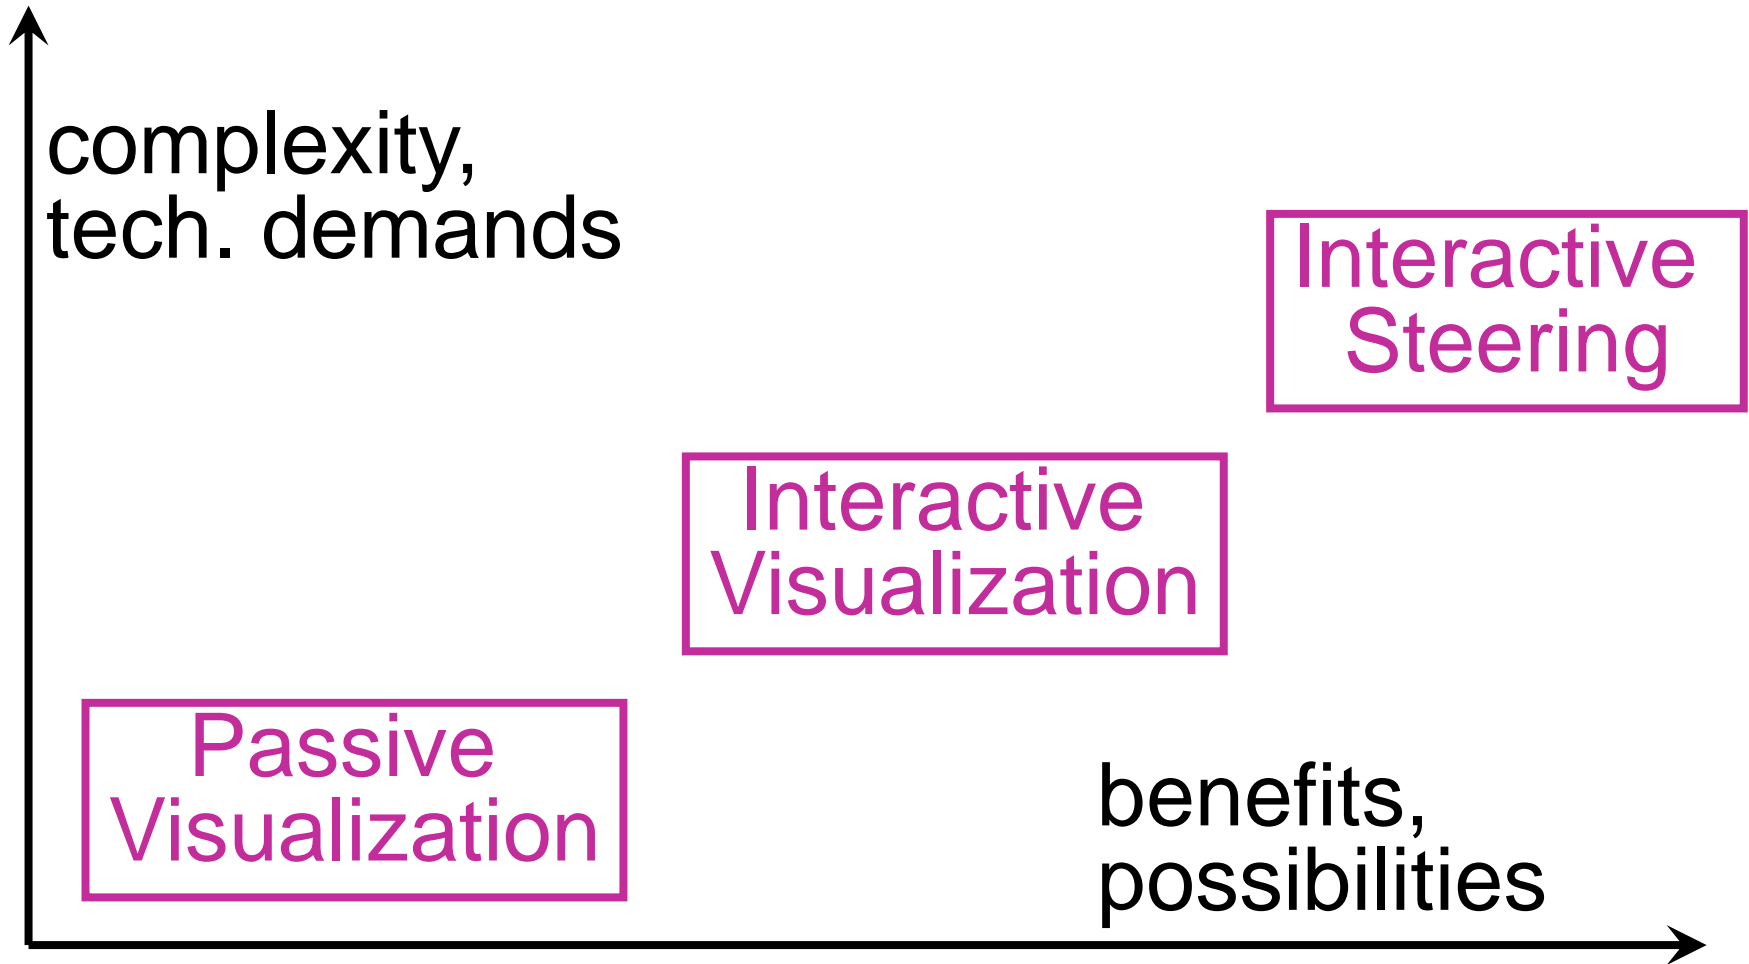 complexity,
tech. demands
Interactive
Steering
Interactive
Visualization
Passive
Visualization
benefits,
possibilities